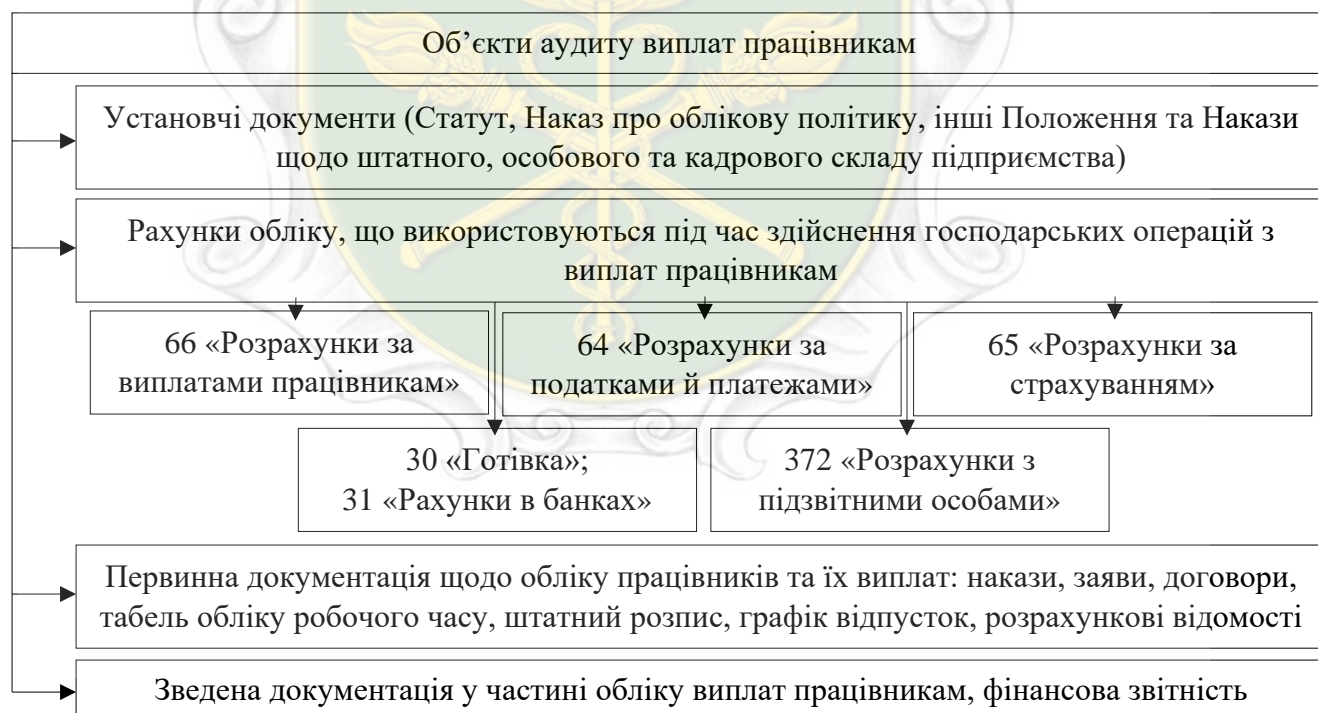 Об’єкти аудиту виплат працівникам
Установчі документи (Статут, Наказ про облікову політику, інші Положення та Накази
щодо штатного, особового та кадрового складу підприємства)
Рахунки обліку, що використовуються під час здійснення господарських операцій з
виплат працівникам
66 «Розрахунки за
виплатами працівникам»
64 «Розрахунки за
податками й платежами»
65 «Розрахунки за
страхуванням»
30 «Готівка»;
31 «Рахунки в банках»
372 «Розрахунки з
підзвітними особами»
Первинна документація щодо обліку працівників та їх виплат: накази, заяви, договори,
табель обліку робочого часу, штатний розпис, графік відпусток, розрахункові відомості
Зведена документація у частині обліку виплат працівникам, фінансова звітність